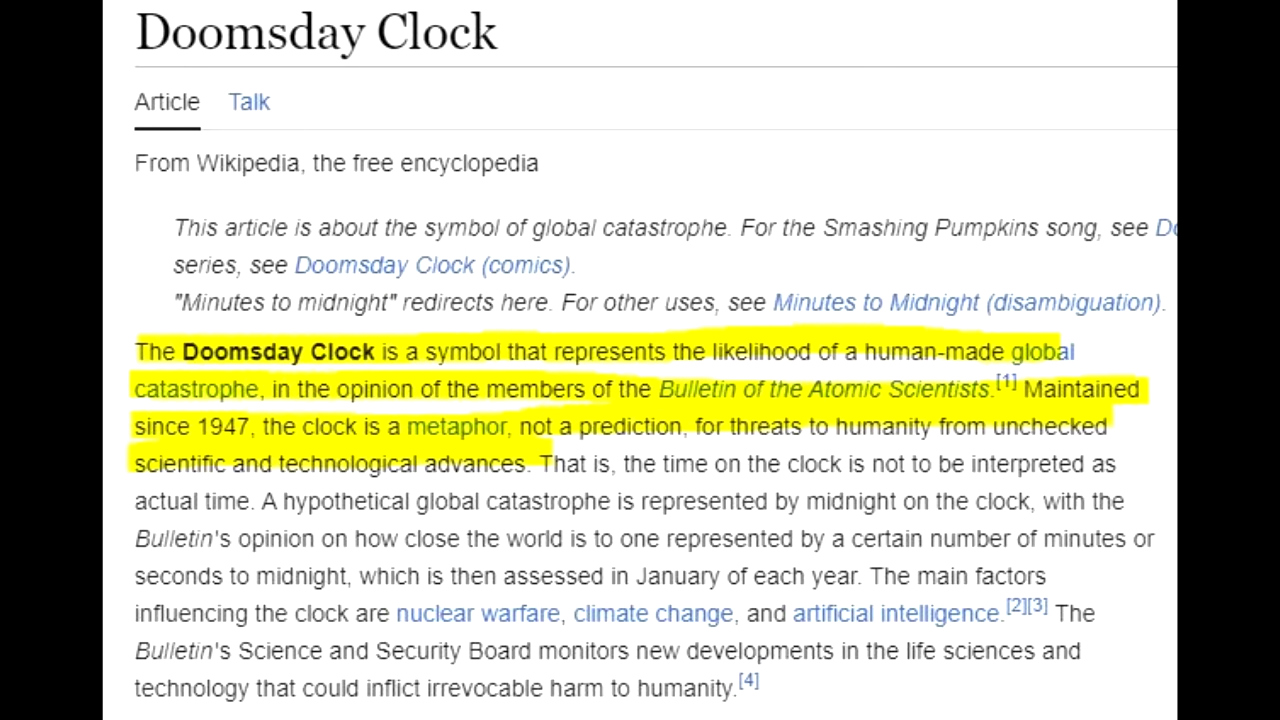 Doomsday Clock
Article Talk
From Wikipedia, the free encyclopedia
This article is about the symbol of global catastrophe. For the Smashing Pumpkins song, see
series, see Doomsday Clock (comics).
"Minutes to midnight" redirects here. For other uses, see Minutes to Midnight (disambiguation).
The Doomsday Clock is a symbol that represents the likelihood of a human-made global
catastrophe, in the opinion of the members of the Bulletin of the Atomic Scientists.[1] Maintained
since 1947, the clock is a metaphor, not a prediction, for threats to humanity from unchecked
scientific and technological advances. That is, the time on the clock is not to be interpreted as
actual time. A hypothetical global catastrophe is represented by midnight on the clock, with the
Bulletin's opinion on how close the world is to one represented by a certain number of minutes or
seconds to midnight, which is then assessed in January of each year. The main factors
influencing the clock are nuclear warfare, climate change, and artificial intelligence.[2][3] The
Bulletin's Science and Security Board monitors new developments in the life sciences and
technology that could inflict irrevocable harm to humanity.[4]